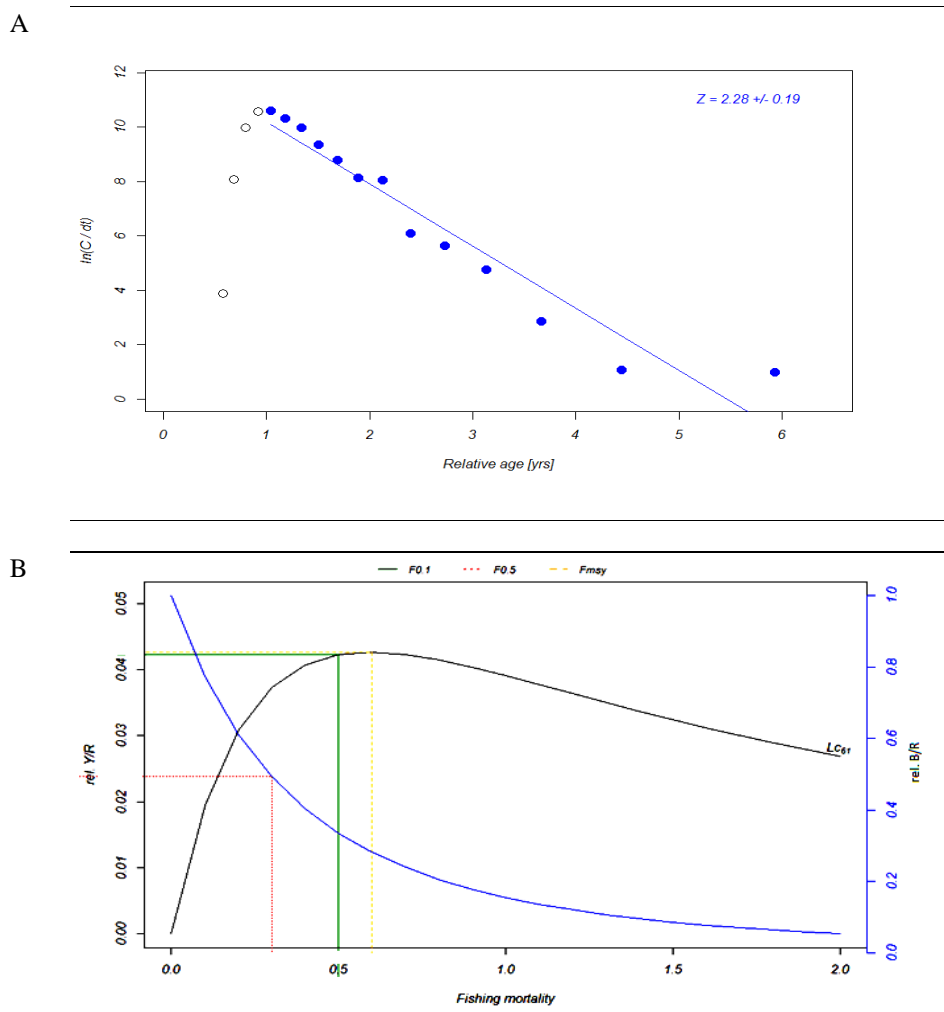 A
Z = 2.28 +/- 0.19
ln(C / dt)
12
10
8
6
4
2
0
0 1 2 3 4 5 6
Relative age [yrs]
B
F0.1 F0.5 Fmsy
rel. Y/R
0.05
0.04
0.03
0.02
0.01
0.00
Lc61
1.0
0.8
0.6
0.4
0.2
0.0
rel. B/R
0.0 0.5 1.0 1.5 2.0
Fishing mortality